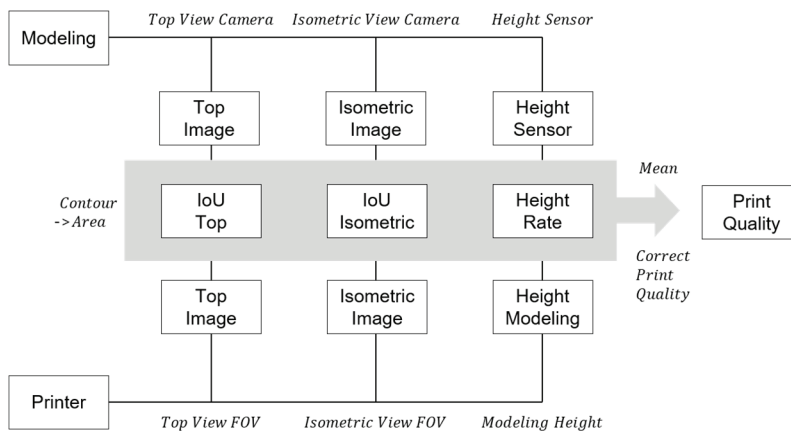 Top View Camera
Isometric View Camera
Height Sensor
Modeling
Top
Image
Isometric
Image
Height
Sensor
Mean
Contour
->Area
IoU
Top
IoU
Isometric
Height
Rate
Print
Quality
Correct
Print
Quality
Top
Image
Isometric
Image
Height
Modeling
Printer
Top View FOV
Isometric View FOV
Modeling Height